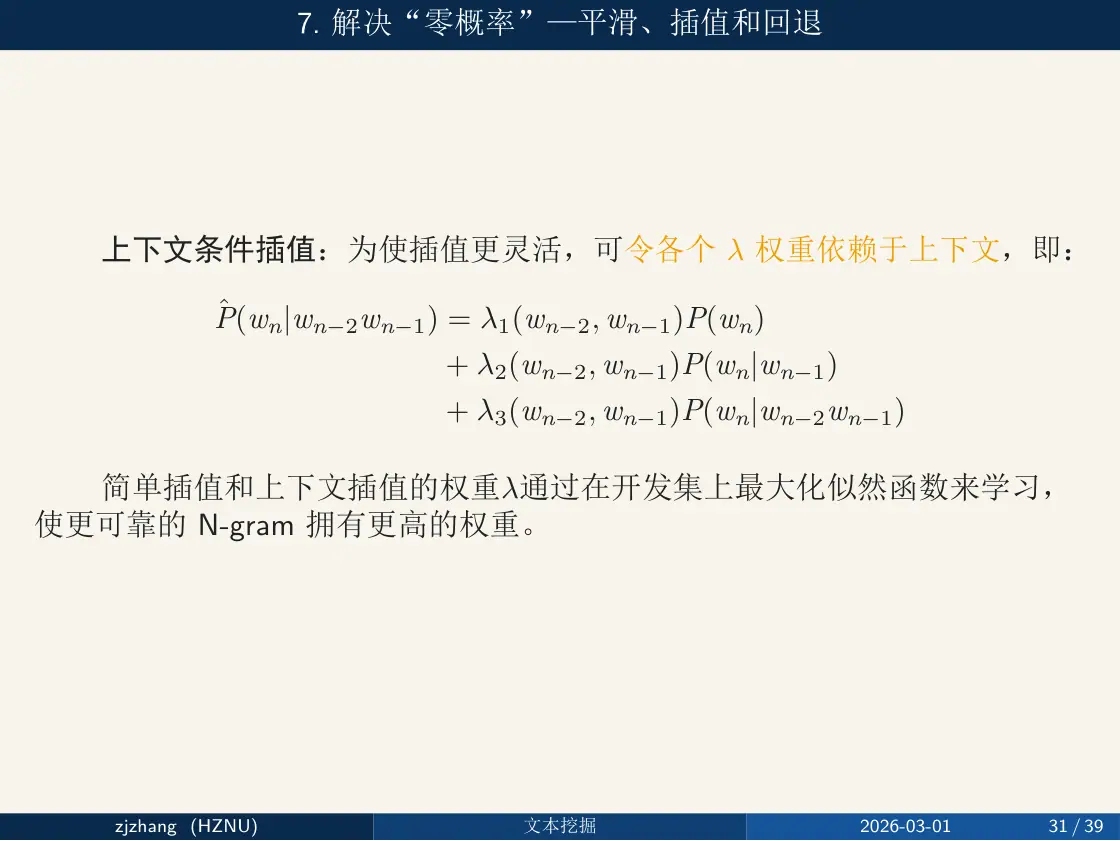 7. 解决“零概率”—平滑、插值和回退
上下文条件插值：为使插值更灵活，可令各个 λ 权重依赖于上下文，即：
P̂(wₙ|wₙ₋₂wₙ₋₁) = λ₁(wₙ₋₂, wₙ₋₁)P(wₙ)
+ λ₂(wₙ₋₂, wₙ₋₁)P(wₙ|wₙ₋₁)
+ λ₃(wₙ₋₂, wₙ₋₁)P(wₙ|wₙ₋₂wₙ₋₁)
简单插值和上下文插值的权重λ通过在开发集上最大化似然函数来学习，
使更可靠的 N-gram 拥有更高的权重。
zjzhang (HZNU) 文本挖掘 2026-03-01 31 / 39